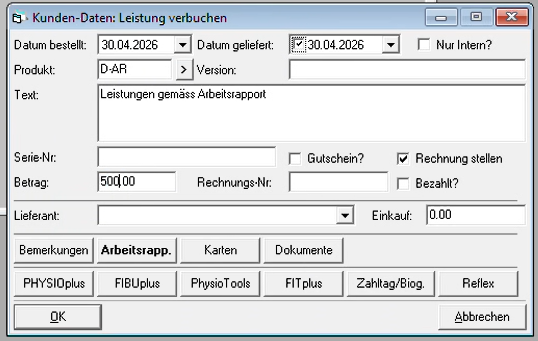 Kunden-Daten: Leistung verbuchen
Datum bestellt: 30.04.2026 Datum geliefert: 30.04.2026 Nur Intern?
Produkt: D-AR > Version:
Text: Leistungen gemäss Arbeitsrapport
Serie-Nr: Gutschein? Rechnung stellen
Betrag: 500.00 Rechnungs-Nr: Bezahlt?
Lieferant: Einkauf: 0.00
Bemerkungen Arbeitsrapp. Karten Dokumente
PHYSIOplus FIBUplus PhysioTools FITplus Zahltag/Biog. Reflex
OK Abbrechen